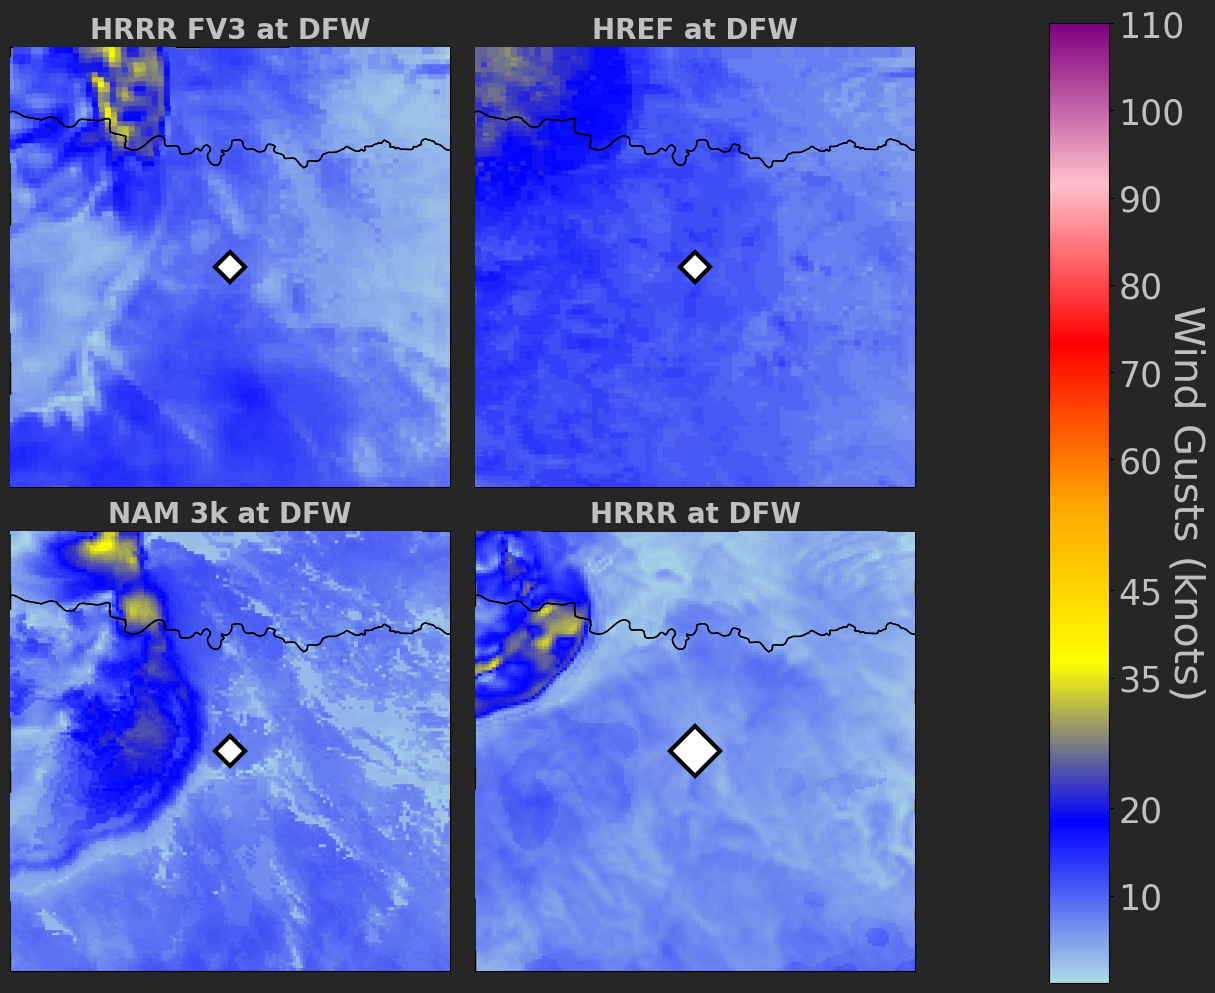 HRRR FV3 at DFW
HREF at DFW
NAM 3k at DFW
HRRR at DFW
110
100
90
80
70
60
45
35
20
10
Wind Gusts (knots)